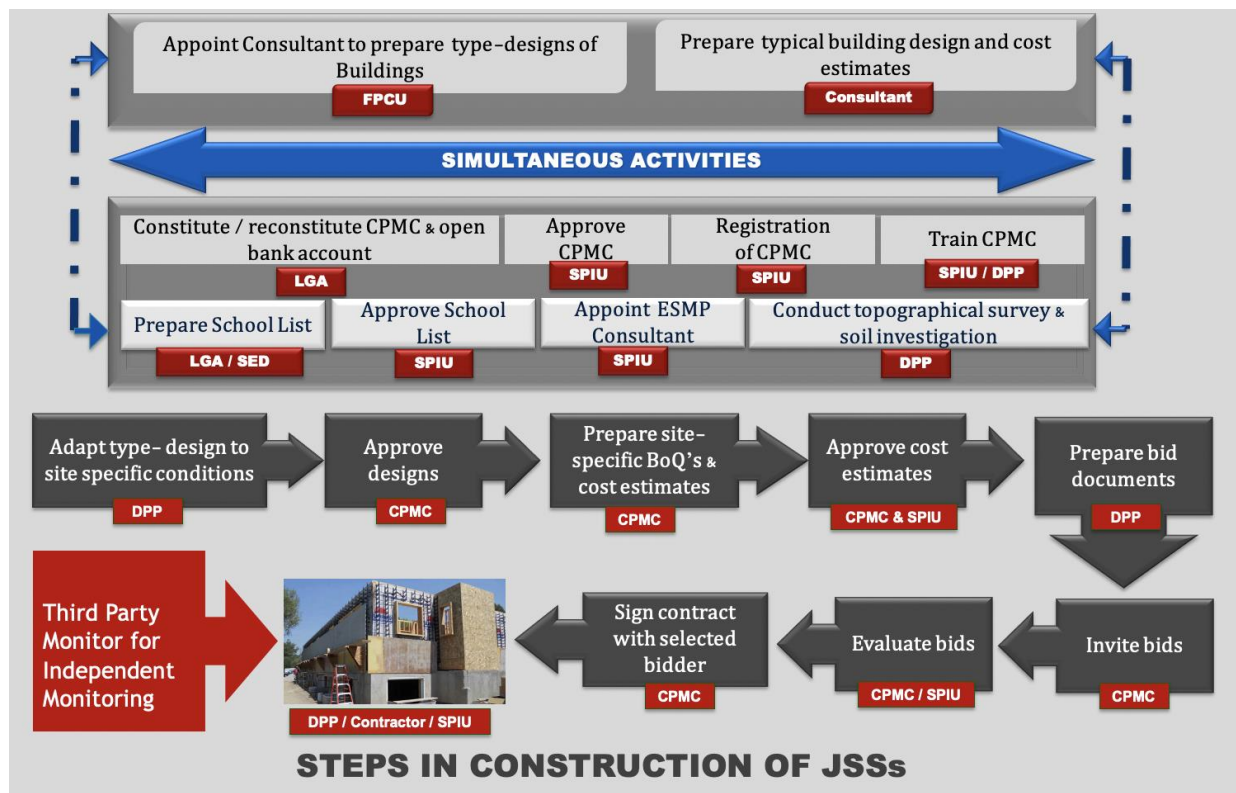 Appoint Consultant to prepare type-designs of
Buildings
FPCU
Prepare typical building design and cost
estimates
Consultant
SIMULTANEOUS ACTIVITIES
Constitute / reconstitute CPMC & open
bank account
LGA
Approve
CPMC
SPIU
Registration
of CPMC
SPIU
Train CPMC
SPIU / DPP
Prepare School List
LGA / SED
Approve School
List
SPIU
Appoint ESMP
Consultant
SPIU
Conduct topographical survey &
soil investigation
DPP
Adapt type- design to
site specific conditions
DPP
Approve
designs
CPMC
Prepare site-
specific BoQ's &
cost estimates
CPMC
Approve cost
estimates
CPMC & SPIU
Prepare bid
documents
DPP
Invite bids
CPMC
Evaluate bids
CPMC / SPIU
Sign contract
with selected
bidder
CPMC
DPP / Contractor / SPIU
Third Party
Monitor for
Independent
Monitoring
STEPS IN CONSTRUCTION OF JSSs